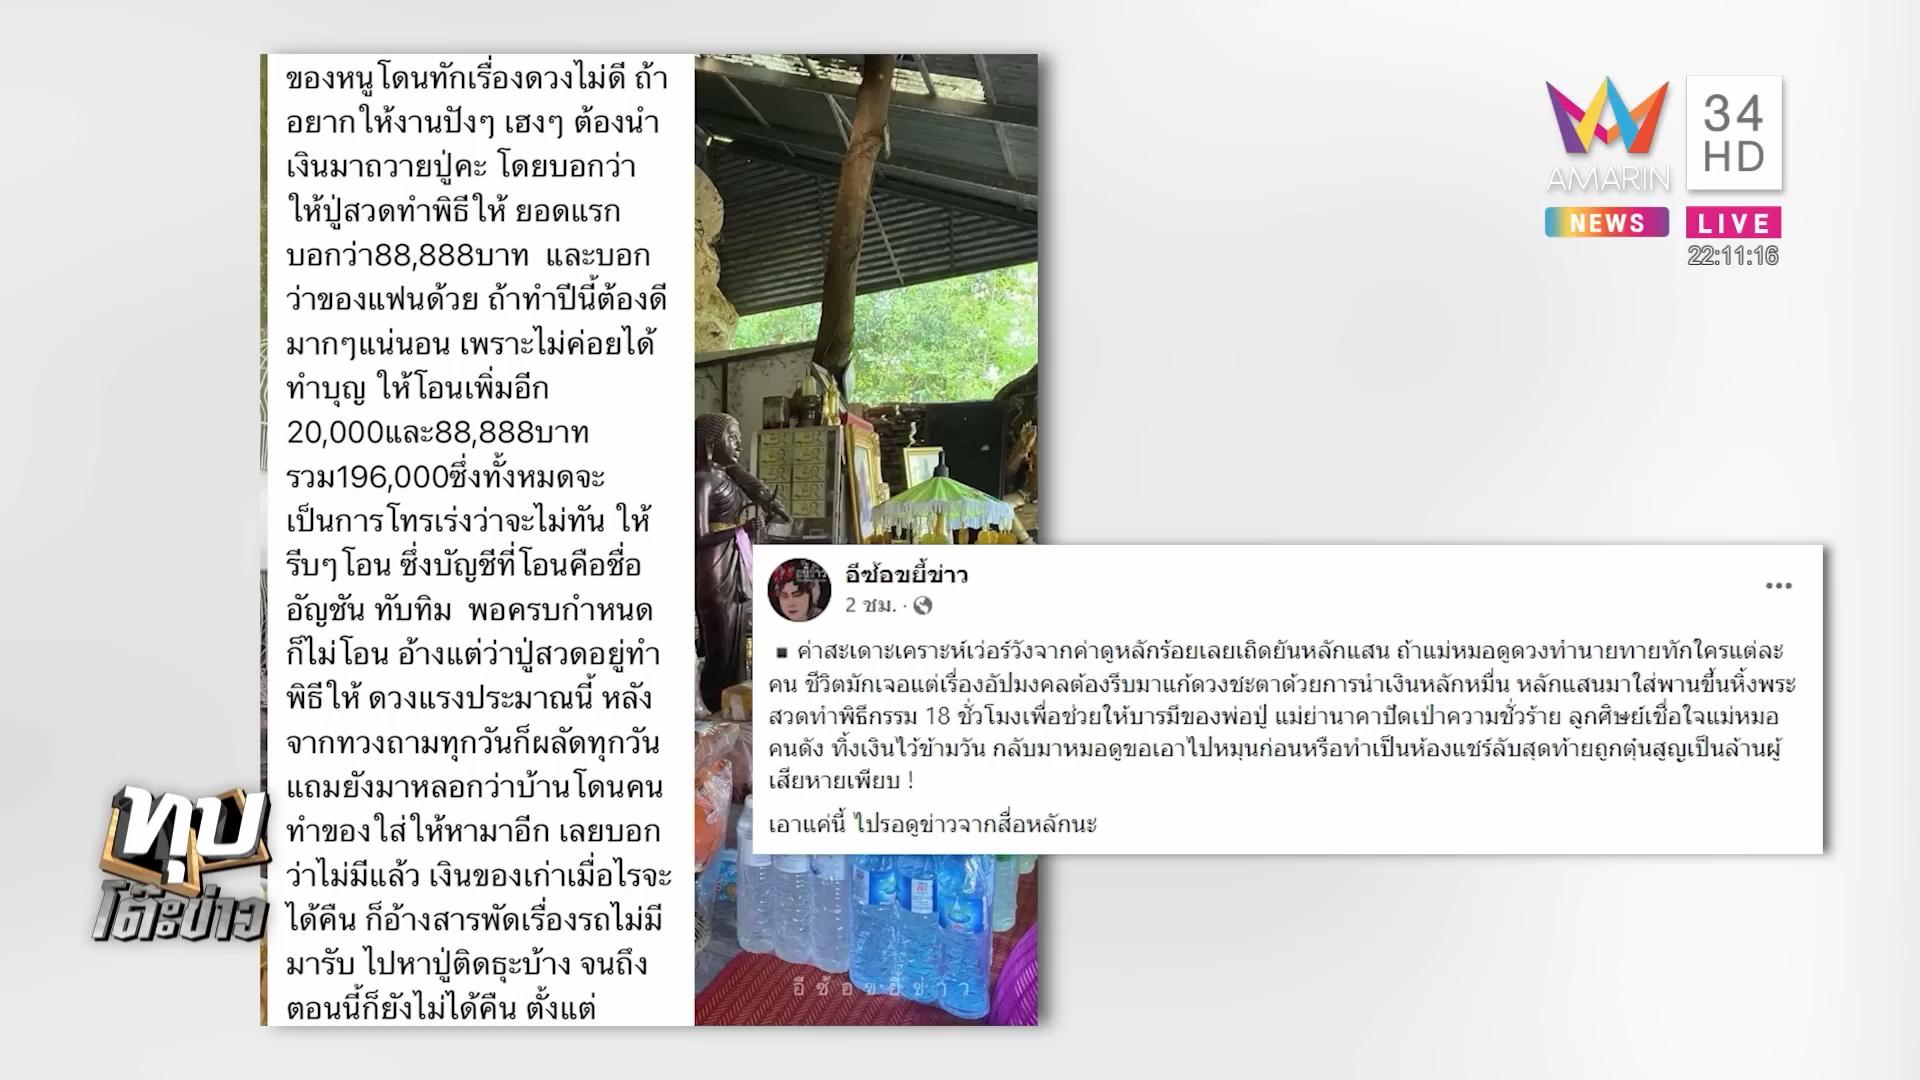 ของหนูโดนทักเรื่องดวงไม่ดี ถ้า
อยากให้งานปังๆ เฮงๆ ต้องนำ
เงินมาถวายปู่คะ โดยบอกว่า
ให้ปู่สวดทำพิธีให้ ยอดแรก
บอกว่า88,888บาท และบอก
ว่าของแฟนด้วย ถ้าทำปีนี้ต้องดี
มากๆแน่นอน เพราะไม่ค่อยได้
ทำบุญ ให้โอนเพิ่มอีก
20,000และ88,888บาท
รวม196,000ซึ่งทั้งหมดจะ
เป็นการโทรเร่งว่าจะไม่ทัน ให้
รีบๆโอน ซึ่งบัญชีที่โอนคือชื่อ
อัญชัน ทับทิม พอครบกำหนด
ก็ไม่โอน อ้างแต่ว่าปู่สวดอยู่ทำ
พิธีให้ ดวงแรงประมาณนี้ หลัง
จากทวงถามทุกวันก็ผลัดทุกวัน
แถมยังมาหลอกว่าบ้านโดนคน
ทำของใส่ให้หามาอีก เลยบอก
ว่าไม่มีแล้ว เงินของเก่าเมื่อไรจะ
ได้คืน ก็อ้างสารพัดเรื่องรถไม่มี
มารับ ไปหาปู่ติดธุะบ้าง จนถึง
ตอนนี้ก็ยังไม่ได้คืน ตั้งแต่
อีซ้อขยี้ข่าว
2 ชม.
▪ ค่าสะเดาะเคราะห์เว่อร์วังจากค่าดูหลักร้อยเลยเถิดยันหลักแสน ถ้าแม่หมอดูดวงทำนายทายทักใครแต่ละ
คน ชีวิตมักเจอแต่เรื่องอัปมงคลต้องรีบมาแก้ดวงชะตาด้วยการนำเงินหลักหมื่น หลักแสนมาใส่พานขึ้นหิ้งพระ
สวดทำพิธีกรรม 18 ชั่วโมงเพื่อช่วยให้บารมีของพ่อปู่ แม่ย่านาคาปัดเป่าความชั่วร้าย ลูกศิษย์เชื่อใจแม่หมอ
คนดัง ทิ้งเงินไว้ข้ามวัน กลับมาหมอดูขอเอาไปหมุนก่อนหรือทำเป็นห้องแชร์ลับสุดท้ายถูกตุ๋นสูญเป็นล้านผู้
เสียหายเพียบ !
เอาแค่นี้ ไปรอดูข่าวจากสื่อหลักนะ
อีซ้อขยี้ข่าว
AMARIN
34
HD
NEWS
LIVE
22:11:16
ทุบ
โต๊ะข่าว